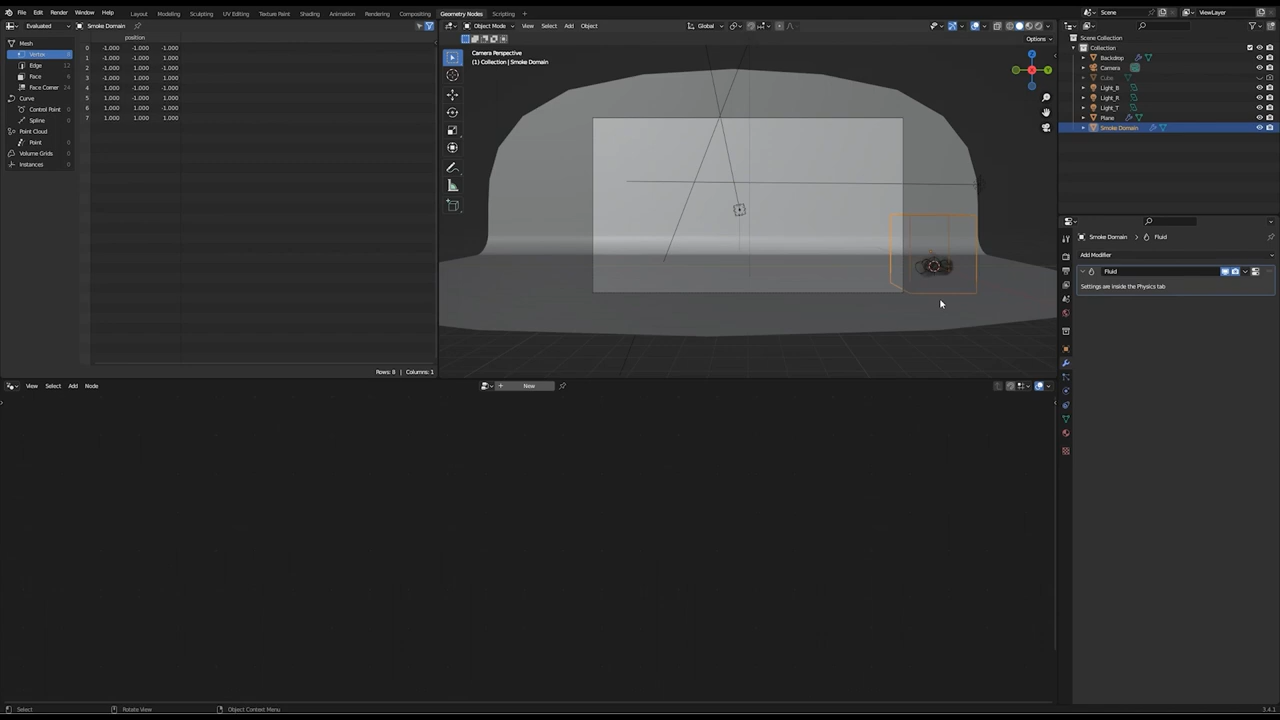 File Edit Render Window Help Layout Modeling Sculpting UV Editing Texture Paint Shading Animation Rendering Compositing Geometry Nodes Scripting + Scene ViewLayer
Evaluated Smoke Domain
Object Mode View Select Add Object Global
Options
Mesh
Vertex 8
Edge 12
Face 6
Face Corner 24
Curve
Control Point 0
Spline 0
Point Cloud
Point 0
Volume Grids 0
Instances 0
position
0 -1.000 -1.000 -1.000
1 -1.000 -1.000 1.000
2 -1.000 1.000 -1.000
3 -1.000 1.000 1.000
4 1.000 -1.000 -1.000
5 1.000 -1.000 1.000
6 1.000 1.000 -1.000
7 1.000 1.000 1.000
Rows: 8 | Columns: 1
Camera Perspective
(1) Collection | Smoke Domain
Scene Collection
Collection
Backdrop
Camera
Cube
Light_B
Light_R
Light_T
Plane
Smoke Domain
Smoke Domain > Fluid
Add Modifier
Fluid
Settings are inside the Physics tab
View Select Add Node + New
Select Rotate View Object Context Menu 3.4.1